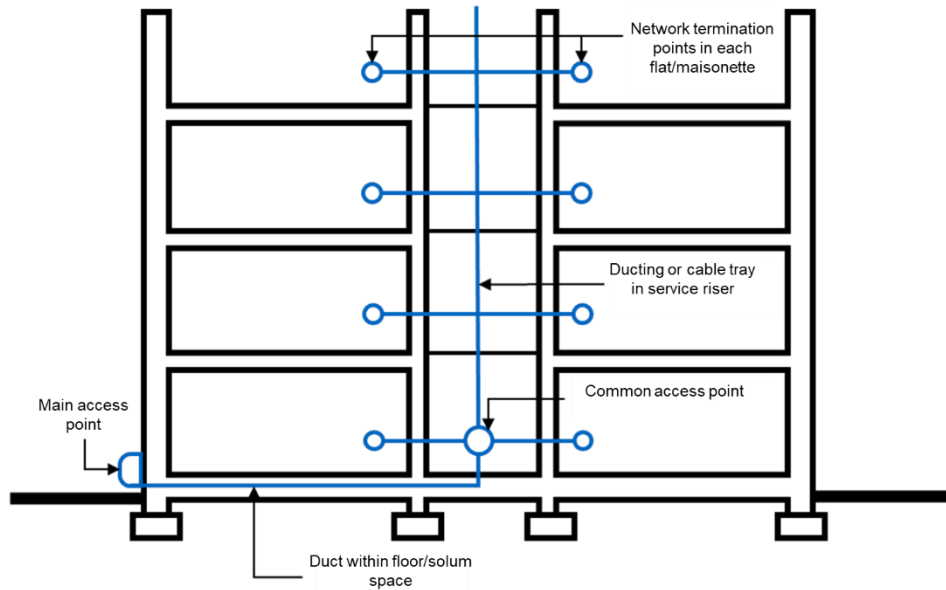 Network termination
points in each
flat/maisonette
Ducting or cable tray
in service riser
Common access point
Main access
point
Duct within floor/solum
space